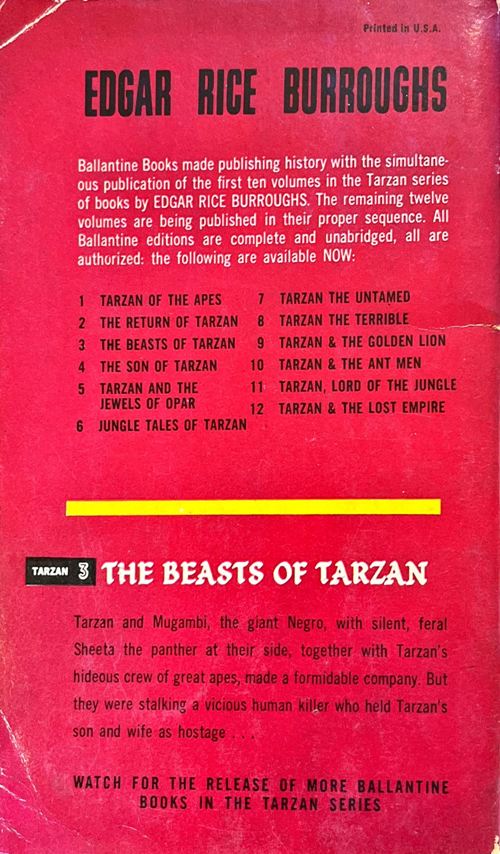 Printed in U.S.A.
EDGAR RICE BURROUGHS
Ballantine Books made publishing history with the simultane-
ous publication of the first ten volumes in the Tarzan series
of books by EDGAR RICE BURROUGHS. The remaining twelve
volumes are being published in their proper sequence. All
Ballantine editions are complete and unabridged, all are
authorized: the following are available NOW:
1 TARZAN OF THE APES
2 THE RETURN OF TARZAN
3 THE BEASTS OF TARZAN
4 THE SON OF TARZAN
5 TARZAN AND THE
JEWELS OF OPAR
6 JUNGLE TALES OF TARZAN
7 TARZAN THE UNTAMED
8 TARZAN THE TERRIBLE
9 TARZAN & THE GOLDEN LION
10 TARZAN & THE ANT MEN
11 TARZAN, LORD OF THE JUNGLE
12 TARZAN & THE LOST EMPIRE
TARZAN 3 THE BEASTS OF TARZAN
Tarzan and Mugambi, the giant Negro, with silent, feral
Sheeta the panther at their side, together with Tarzan's
hideous crew of great apes, made a formidable company. But
they were stalking a vicious human killer who held Tarzan's
son and wife as hostage . . .
WATCH FOR THE RELEASE OF MORE BALLANTINE
BOOKS IN THE TARZAN SERIES